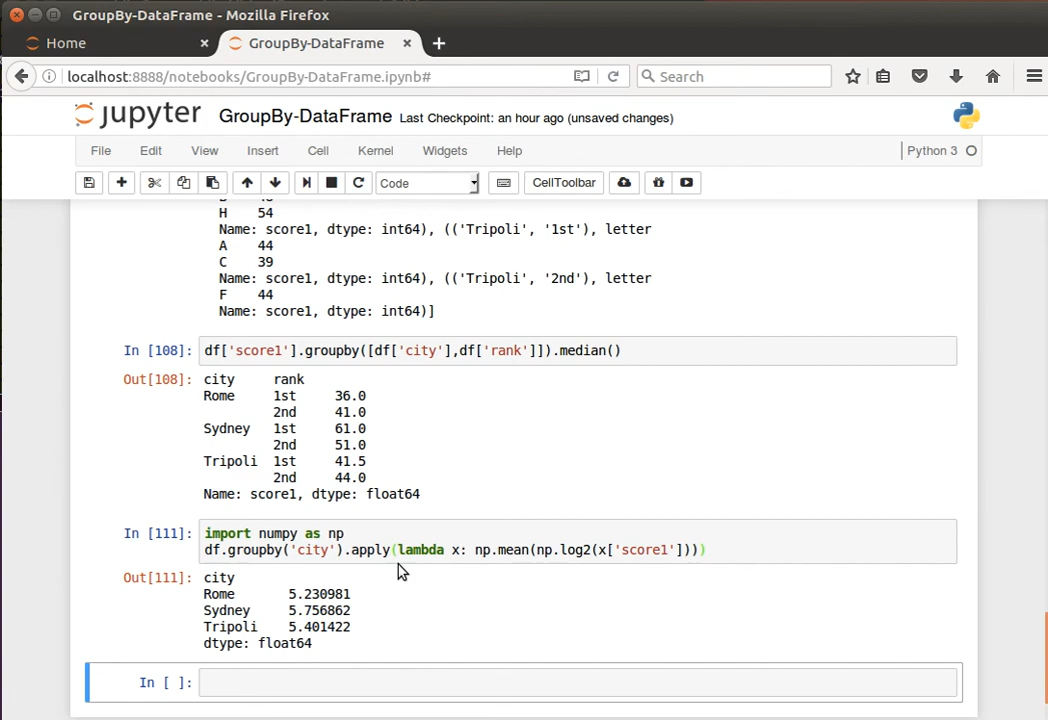 GroupBy-DataFrame - Mozilla Firefox
Home × GroupBy-DataFrame × +
localhost:8888/notebooks/GroupBy-DataFrame.ipynb# Search
jupyter GroupBy-DataFrame Last Checkpoint: an hour ago (unsaved changes)
File Edit View Insert Cell Kernel Widgets Help Python 3
Code CellToolbar
H 54
Name: score1, dtype: int64), (('Tripoli', '1st'), letter
A 44
C 39
Name: score1, dtype: int64), (('Tripoli', '2nd'), letter
F 44
Name: score1, dtype: int64)]
In [108]: df['score1'].groupby([df['city'],df['rank']]).median()
Out[108]: city rank
Rome 1st 36.0
2nd 41.0
Sydney 1st 61.0
2nd 51.0
Tripoli 1st 41.5
2nd 44.0
Name: score1, dtype: float64
In [111]: import numpy as np
df.groupby('city').apply(lambda x: np.mean(np.log2(x['score1'])))
Out[111]: city
Rome 5.230981
Sydney 5.756862
Tripoli 5.401422
dtype: float64
In [ ]: